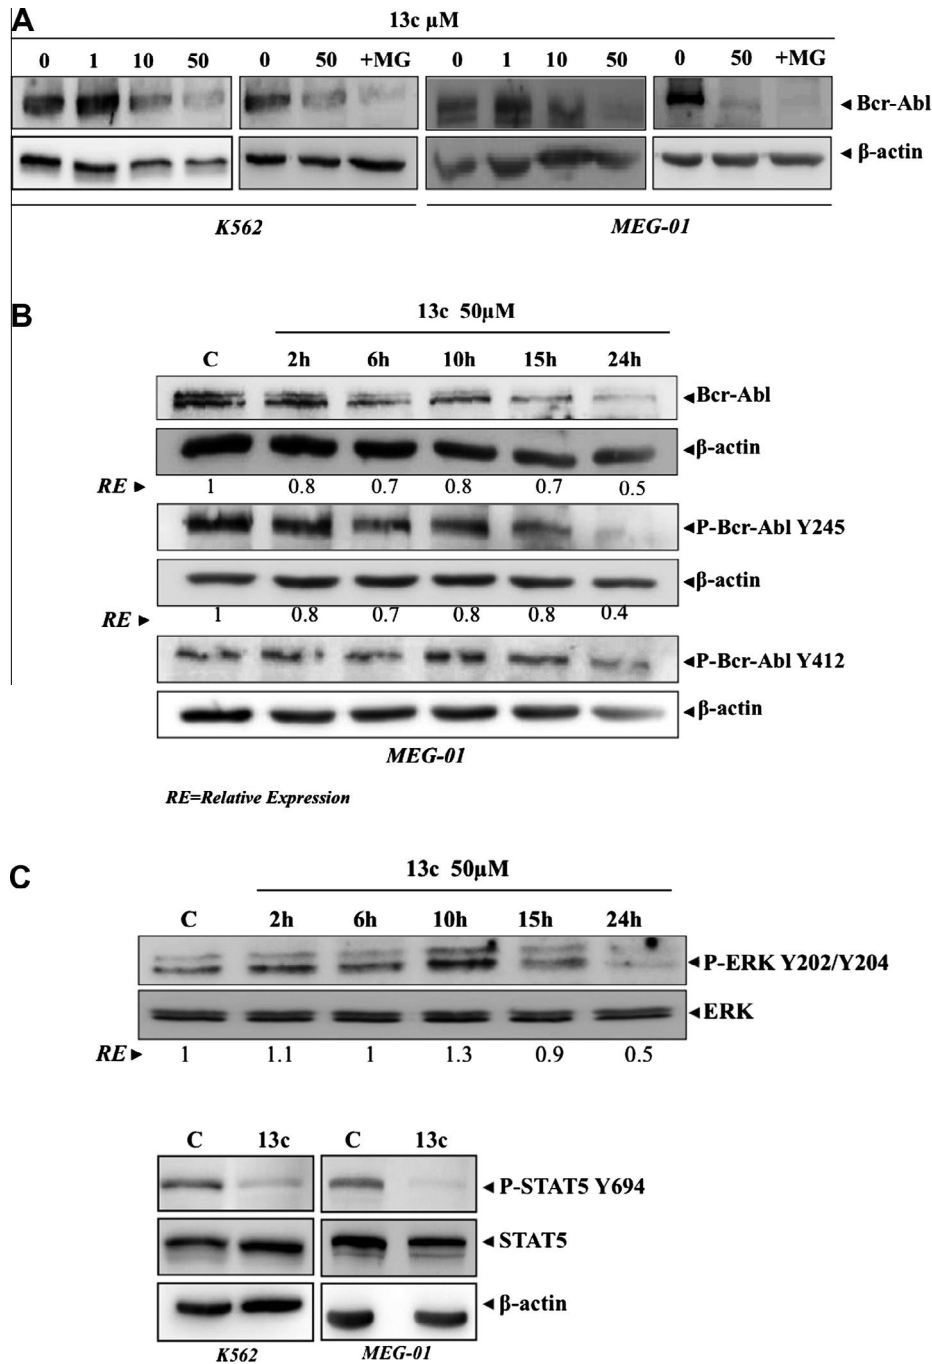 A
13c µM
0 1 10 50 0 50 +MG 0 1 10 50 0 50 +MG
Bcr-Abl
β-actin
K562 MEG-01
B
13c 50µM
C 2h 6h 10h 15h 24h
Bcr-Abl
β-actin
RE 1 0.8 0.7 0.8 0.7 0.5
P-Bcr-Abl Y245
β-actin
RE 1 0.8 0.7 0.8 0.8 0.4
P-Bcr-Abl Y412
β-actin
MEG-01
RE=Relative Expression
C
13c 50µM
C 2h 6h 10h 15h 24h
P-ERK Y202/Y204
ERK
RE 1 1.1 1 1.3 0.9 0.5
C 13c C 13c
P-STAT5 Y694
STAT5
β-actin
K562 MEG-01